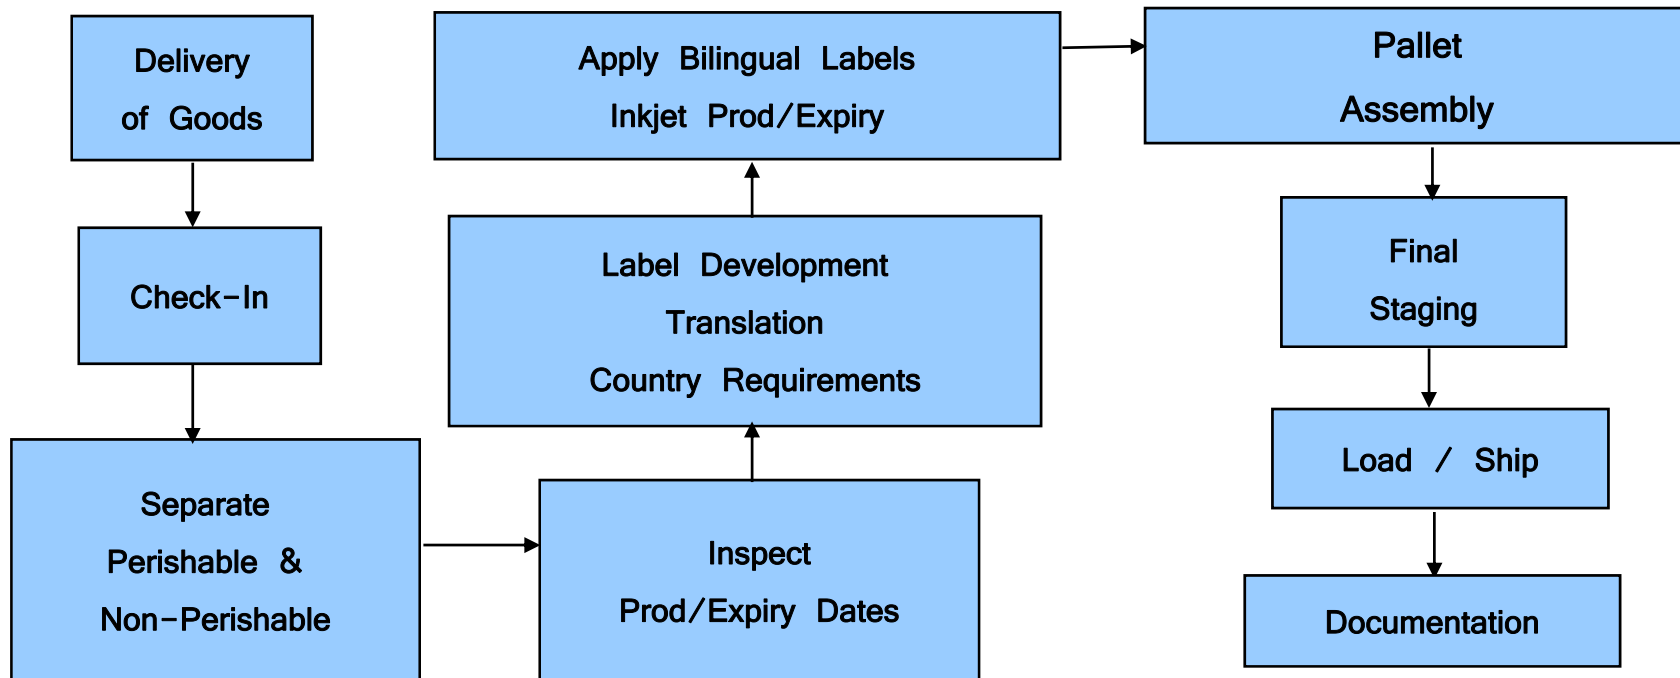 Delivery
of Goods
Check-In
Separate
Perishable &
Non-Perishable
Inspect
Prod/Expiry Dates
Label Development
Translation
Country Requirements
Apply Bilingual Labels
Inkjet Prod/Expiry
Pallet
Assembly
Final
Staging
Load / Ship
Documentation